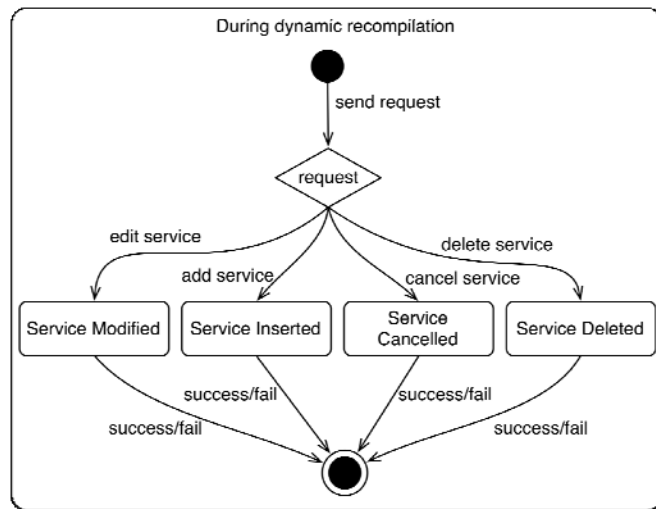 During dynamic recompilation
send request
request
edit service
delete service
add service
cancel service
Service Modified
Service Inserted
Service
Cancelled
Service Deleted
success/fail
success/fail
success/fail
success/fail